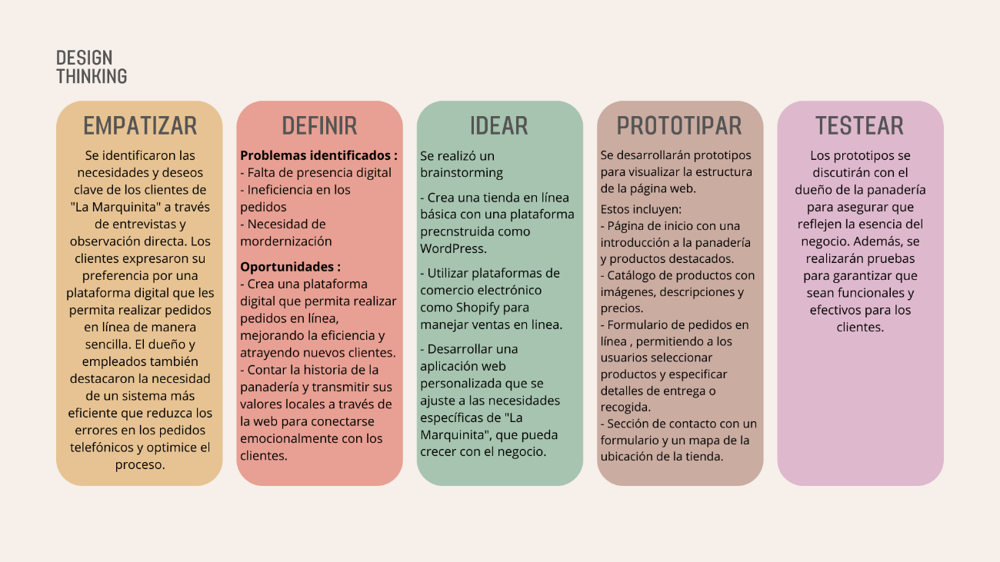 DESIGN
THINKING
EMPATIZAR
Se identificaron las
necesidades y deseos
clave de los clientes de
"La Marquinita" a través
de entrevistas y
observación directa. Los
clientes expresaron su
preferencia por una
plataforma digital que les
permita realizar pedidos
en línea de manera
sencilla. El dueño y
empleados también
destacaron la necesidad
de un sistema más
eficiente que reduzca los
errores en los pedidos
telefónicos y optimice el
proceso.
DEFINIR
Problemas identificados :
- Falta de presencia digital
- Ineficiencia en los
pedidos
- Necesidad de
mordernización
Oportunidades :
- Crea una plataforma
digital que permita realizar
pedidos en línea,
mejorando la eficiencia y
atrayendo nuevos clientes.
- Contar la historia de la
panadería y transmitir sus
valores locales a través de
la web para conectarse
emocionalmente con los
clientes.
IDEAR
Se realizó un
brainstorming
- Crea una tienda en línea
básica con una plataforma
precnstruida como
WordPress.
- Utilizar plataformas de
comercio electrónico
como Shopify para
manejar ventas en linea.
- Desarrollar una
aplicación web
personalizada que se
ajuste a las necesidades
específicas de "La
Marquinita", que pueda
crecer con el negocio.
PROTOTIPAR
Se desarrollarán prototipos
para visualizar la estructura
de la página web.
Estos incluyen:
- Página de inicio con una
introducción a la panadería
y productos destacados.
- Catálogo de productos con
imágenes, descripciones y
precios.
- Formulario de pedidos en
línea , permitiendo a los
usuarios seleccionar
productos y especificar
detalles de entrega o
recogida.
- Sección de contacto con un
formulario y un mapa de la
ubicación de la tienda.
TESTEAR
Los prototipos se
discutirán con el
dueño de la panadería
para asegurar que
reflejen la esencia del
negocio. Además, se
realizarán pruebas
para garantizar que
sean funcionales y
efectivos para los
clientes.